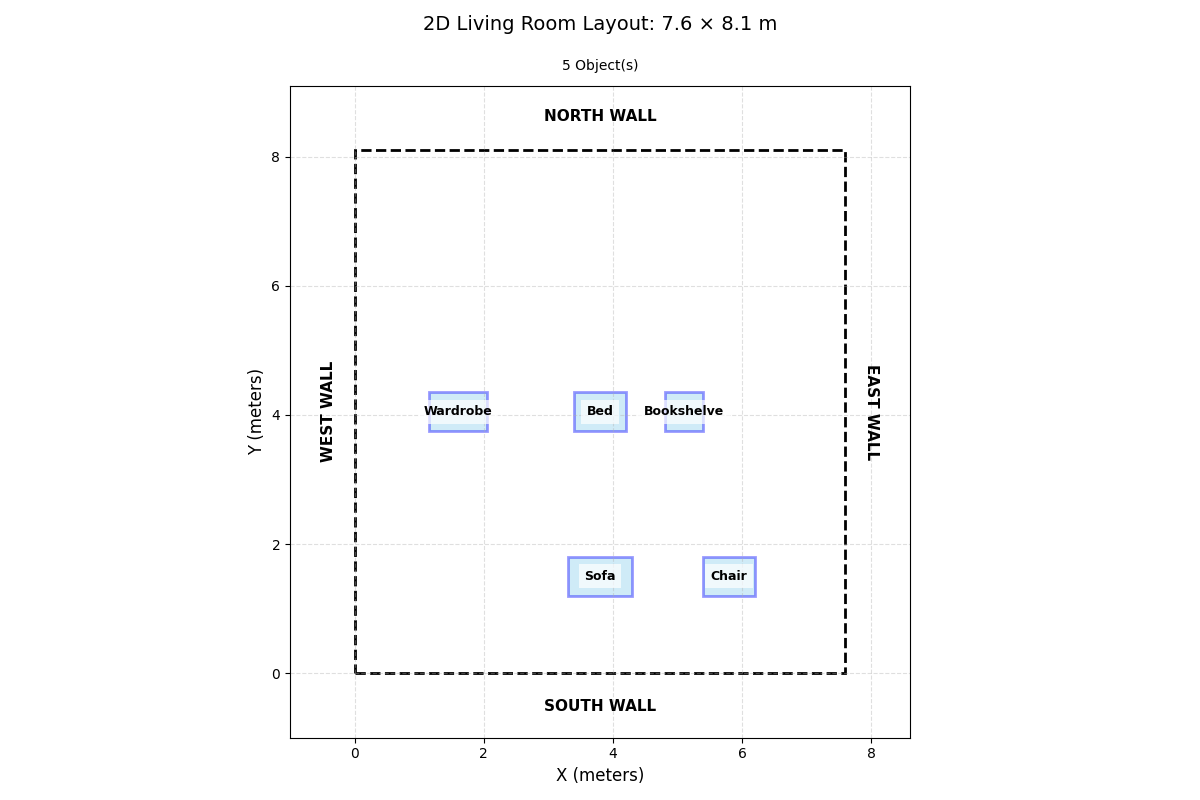 2D Living Room Layout: 7.6 × 8.1 m
5 Object(s)
NORTH WALL
8
6
WEST WALL
EAST WALL
Y (meters)
Wardrobe
Bed
Bookshelve
4
2
Sofa
Chair
0
SOUTH WALL
0
2
4
6
8
X (meters)